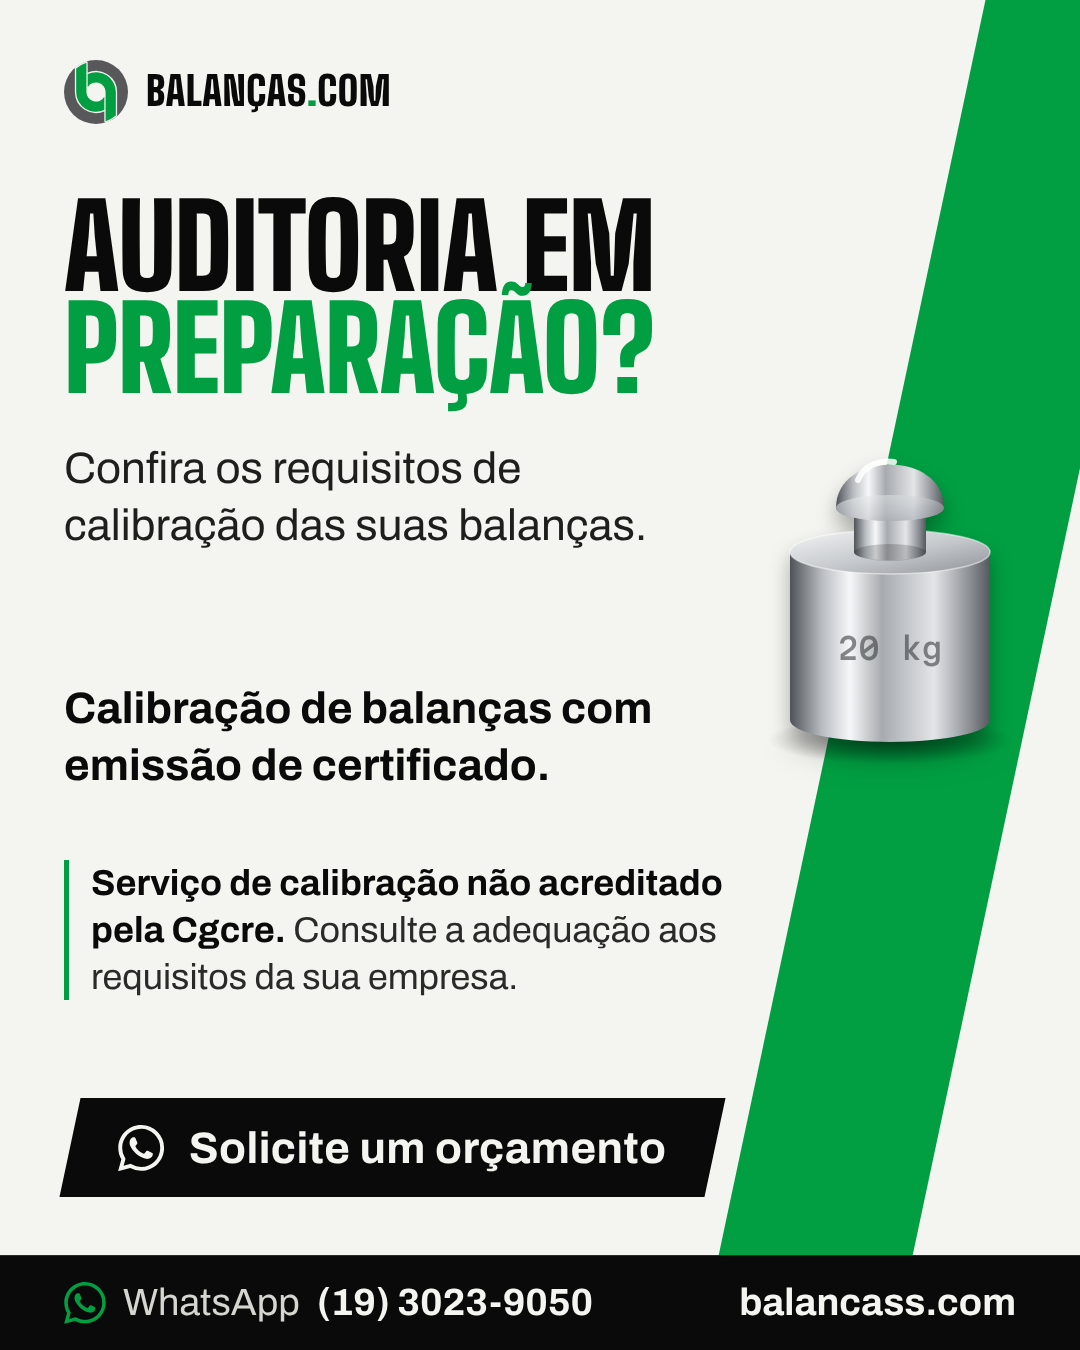 BALANÇAS.COM
AUDITORIA EM
PREPARAÇÃO?
Confira os requisitos de
calibração das suas balanças.
20 kg
Calibração de balanças com
emissão de certificado.
Serviço de calibração não acreditado
pela Cgcre. Consulte a adequação aos
requisitos da sua empresa.
Solicite um orçamento
WhatsApp (19) 3023-9050
balancass.com